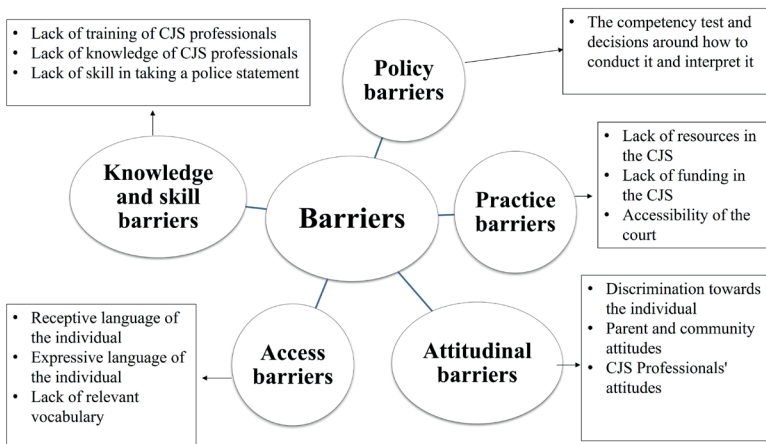 • Lack of training of CJS professionals
• Lack of knowledge of CJS professionals
• Lack of skill in taking a police statement
Policy
barriers
• The competency test and
decisions around how to
conduct it and interpret it
Knowledge
and skill
barriers
Barriers
Practice
barriers
• Lack of resources in
the CJS
• Lack of funding in
the CJS
• Accessibility of the
court
• Receptive language of
the individual
• Expressive language of
the individual
• Lack of relevant
vocabulary
Access
barriers
Attitudinal
barriers
• Discrimination towards
the individual
• Parent and community
attitudes
• CJS Professionals'
attitudes